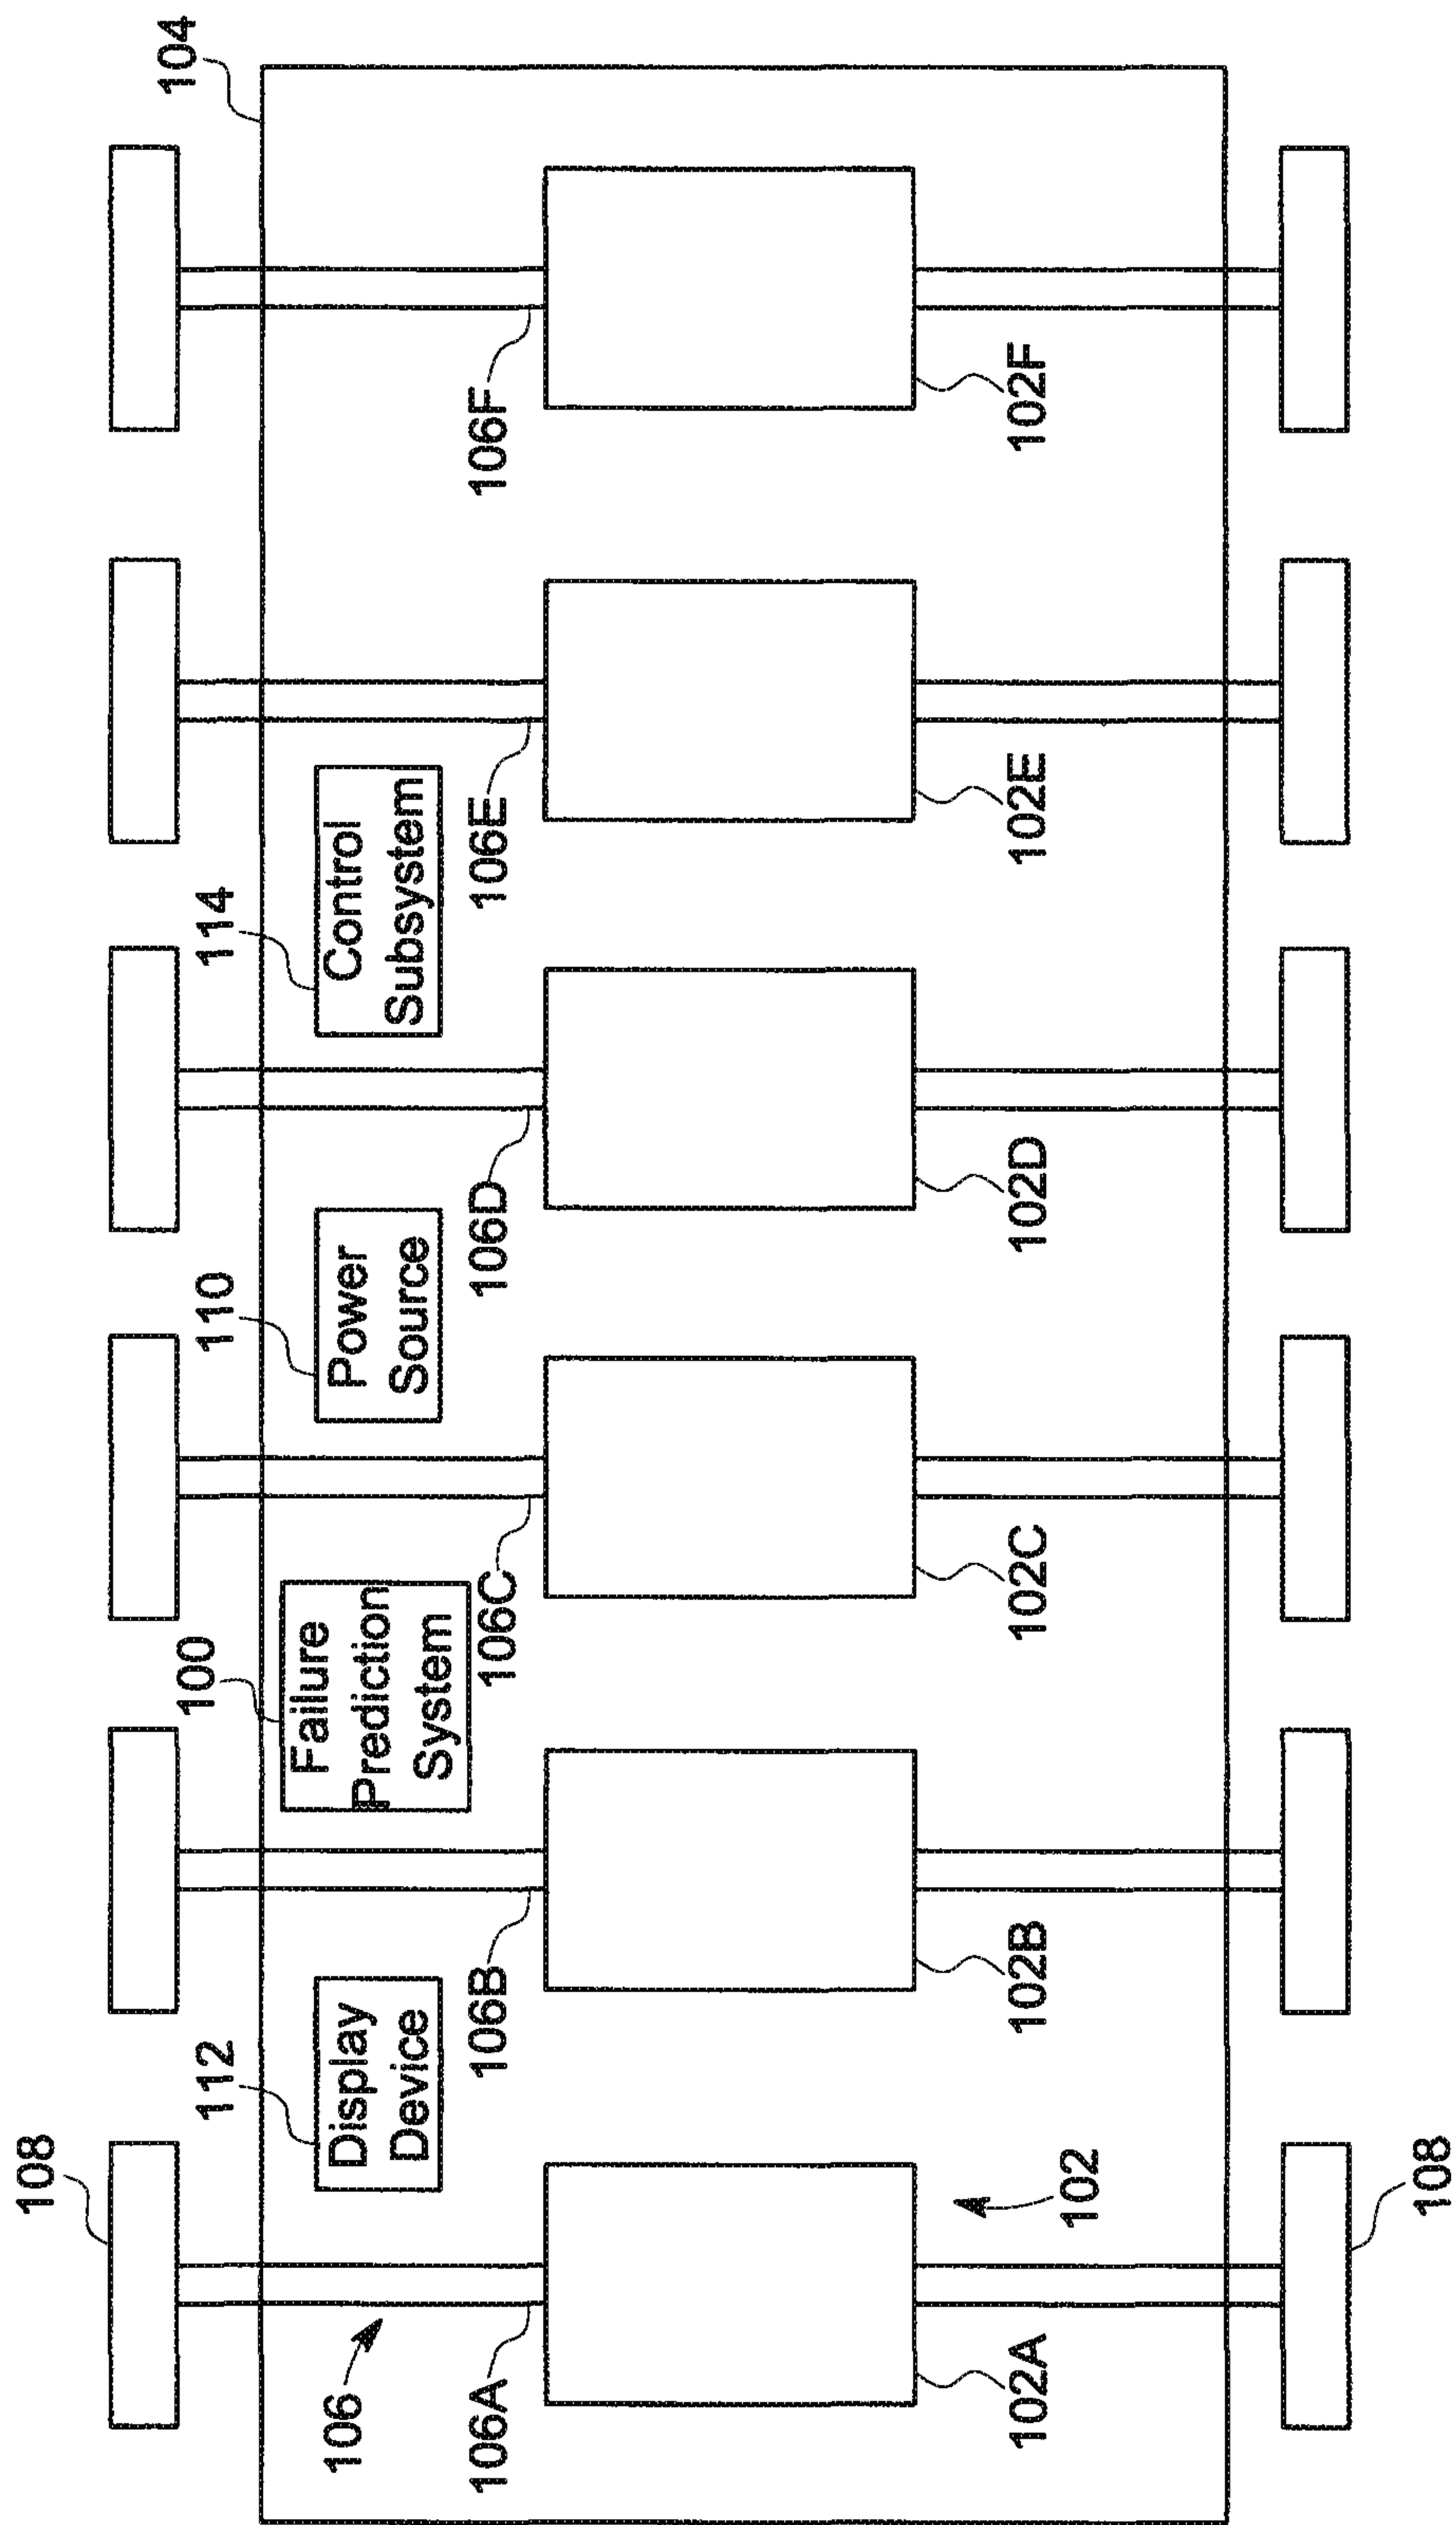 108
112
100
110
114
104
Display
Device
Failure
Prediction
System
Power
Source
Control
Subsystem
106
106A
106B
106C
106D
106E
106F
102A
102
102B
102C
102D
102E
102F
108